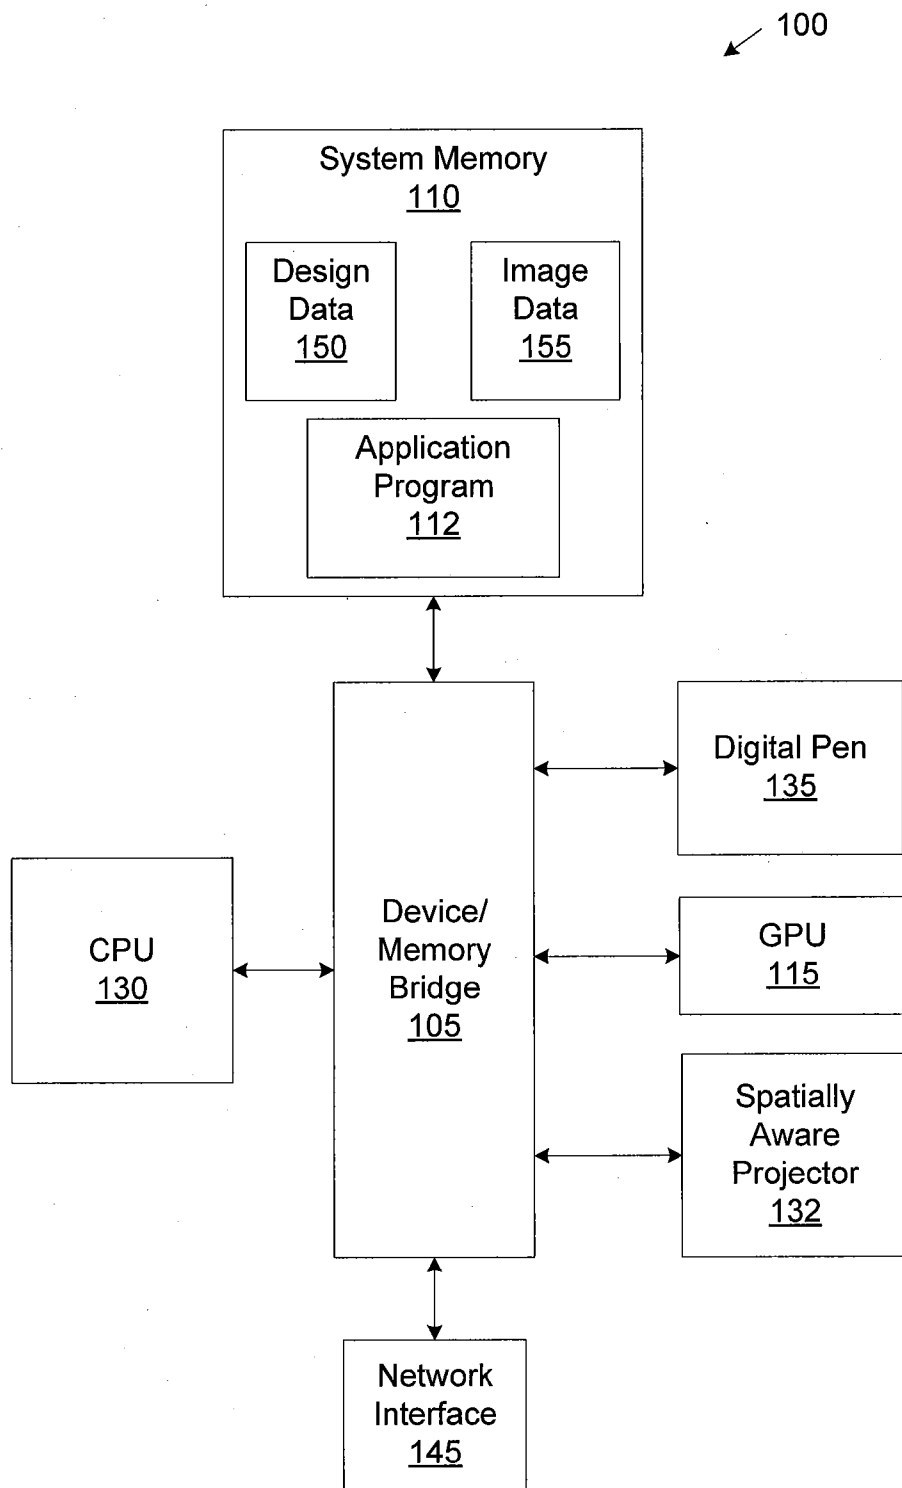 100
System Memory
110
Design
Data
150
Image
Data
155
Application
Program
112
Digital Pen
135
CPU
130
Device/
Memory
Bridge
105
GPU
115
Spatially
Aware
Projector
132
Network
Interface
145